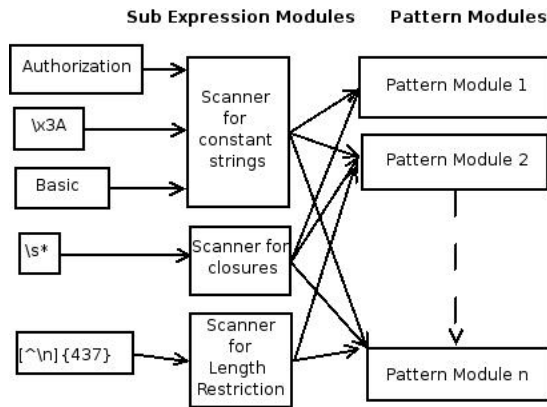 Sub Expression Modules
Pattern Modules
Authorization
\x3A
Basic
\s*
[^\n]{437}
Scanner
for
constant
strings
Scanner for
closures
Scanner
for
Length
Restriction
Pattern Module 1
Pattern Module 2
Pattern Module n